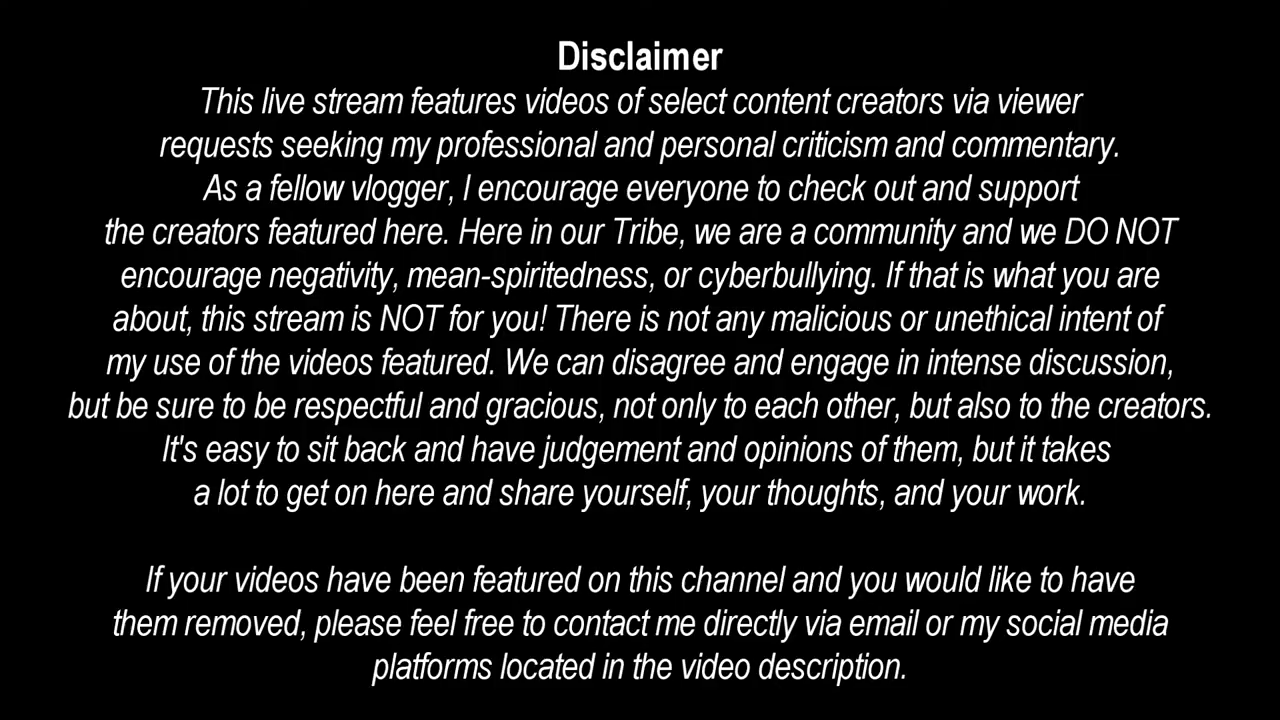 Disclaimer
This live stream features videos of select content creators via viewer
requests seeking my professional and personal criticism and commentary.
As a fellow vlogger, I encourage everyone to check out and support
the creators featured here. Here in our Tribe, we are a community and we DO NOT
encourage negativity, mean-spiritedness, or cyberbullying. If that is what you are
about, this stream is NOT for you! There is not any malicious or unethical intent of
my use of the videos featured. We can disagree and engage in intense discussion,
but be sure to be respectful and gracious, not only to each other, but also to the creators.
It's easy to sit back and have judgement and opinions of them, but it takes
a lot to get on here and share yourself, your thoughts, and your work.
If your videos have been featured on this channel and you would like to have
them removed, please feel free to contact me directly via email or my social media
platforms located in the video description.